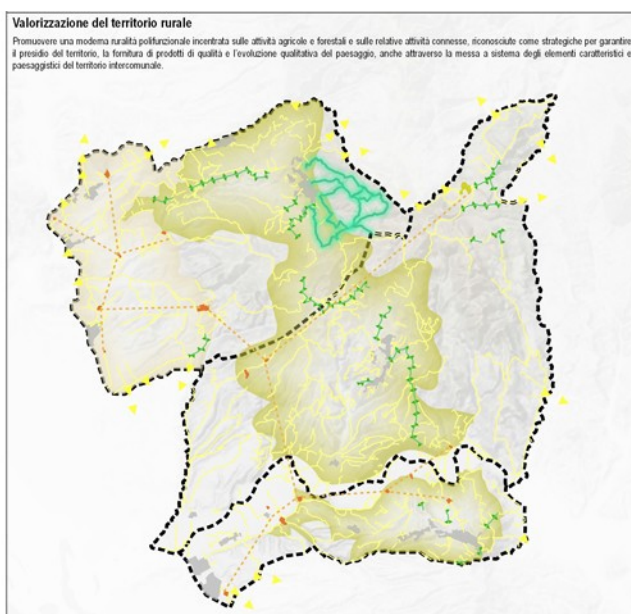 Valorizzazione del territorio rurale
Promuovere una moderna ruralità polifunzionale incentrata sulle attività agricole e forestali e sulle relative attività connesse, riconosciute come strategiche per garantire
il presidio del territorio, la fornitura di prodotti di qualità e l'evoluzione qualitativa del paesaggio, anche attraverso la messa a sistema degli elementi caratteristici e
paesaggistici del territorio intercomunale.